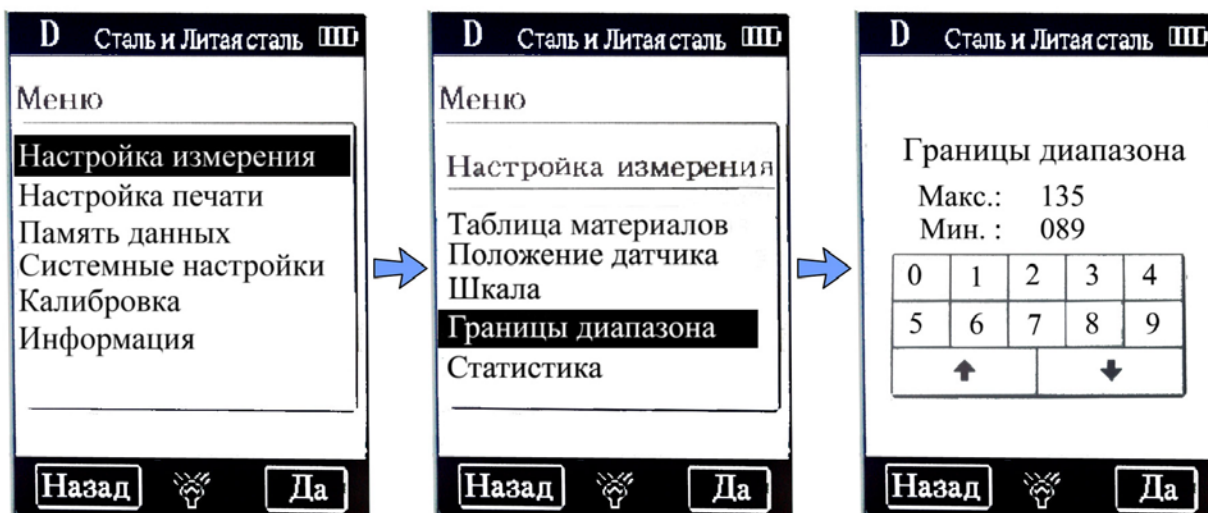 D Сталь и Литая сталь
Меню
Настройка измерения
Настройка печати
Память данных
Системные настройки
Калибровка
Информация
Назад Да
D Сталь и Литая сталь
Меню
Настройка измерения
Таблица материалов
Положение датчика
Шкала
Границы диапазона
Статистика
Назад Да
D Сталь и Литая сталь
Границы диапазона
Макс.: 135
Мин. : 089
0 1 2 3 4
5 6 7 8 9
Назад Да